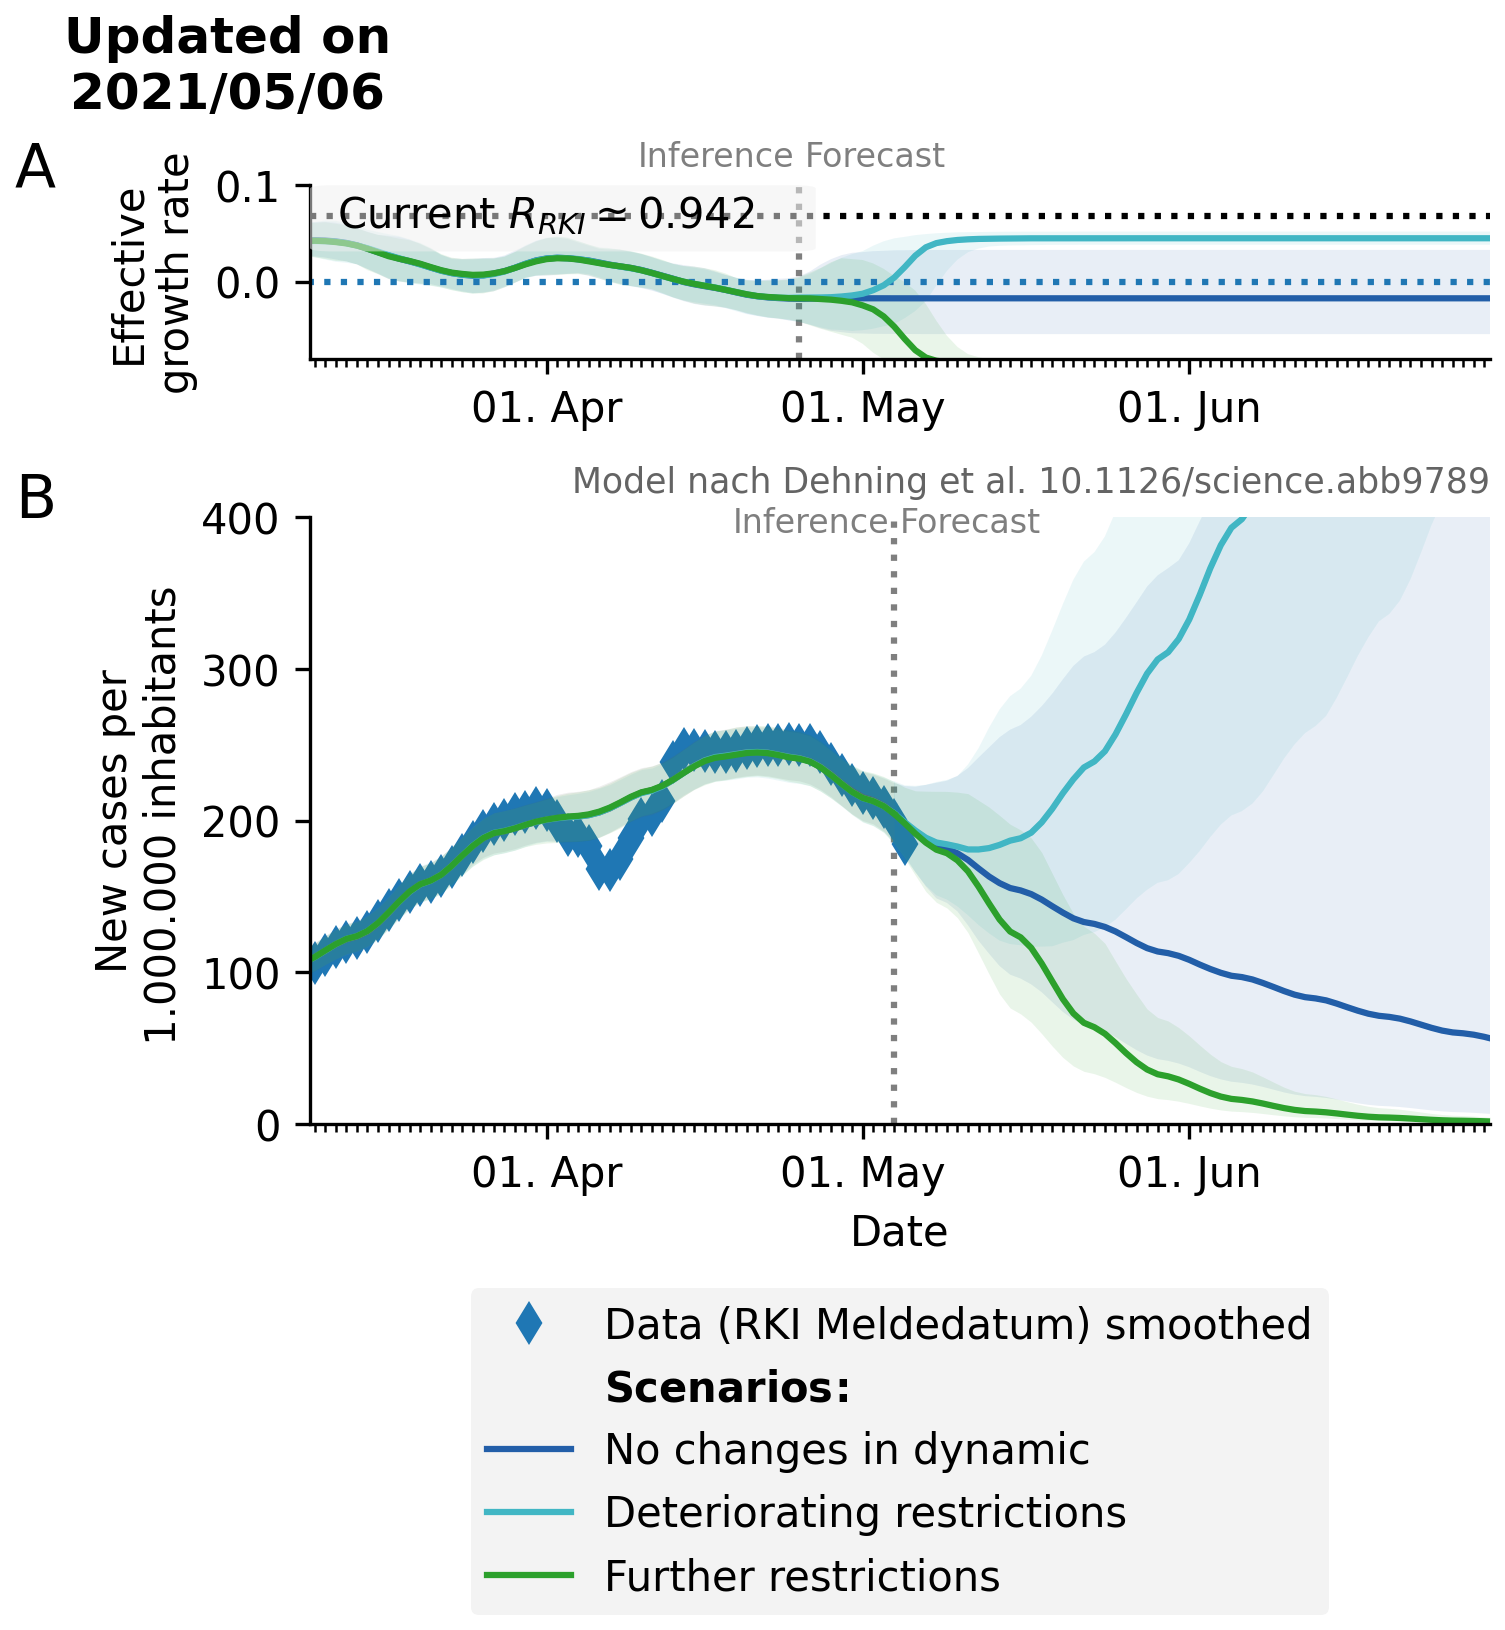 Updated on
2021/05/06
A
Inference Forecast
Effective
growth rate
0.1
0.0
Current R_RKI ≃ 0.942
01. Apr
01. May
01. Jun
B
Model nach Dehning et al. 10.1126/science.abb9789
Inference Forecast
New cases per
1.000.000 inhabitants
400
300
200
100
0
01. Apr
01. May
01. Jun
Date
Data (RKI Meldedatum) smoothed
Scenarios:
No changes in dynamic
Deteriorating restrictions
Further restrictions